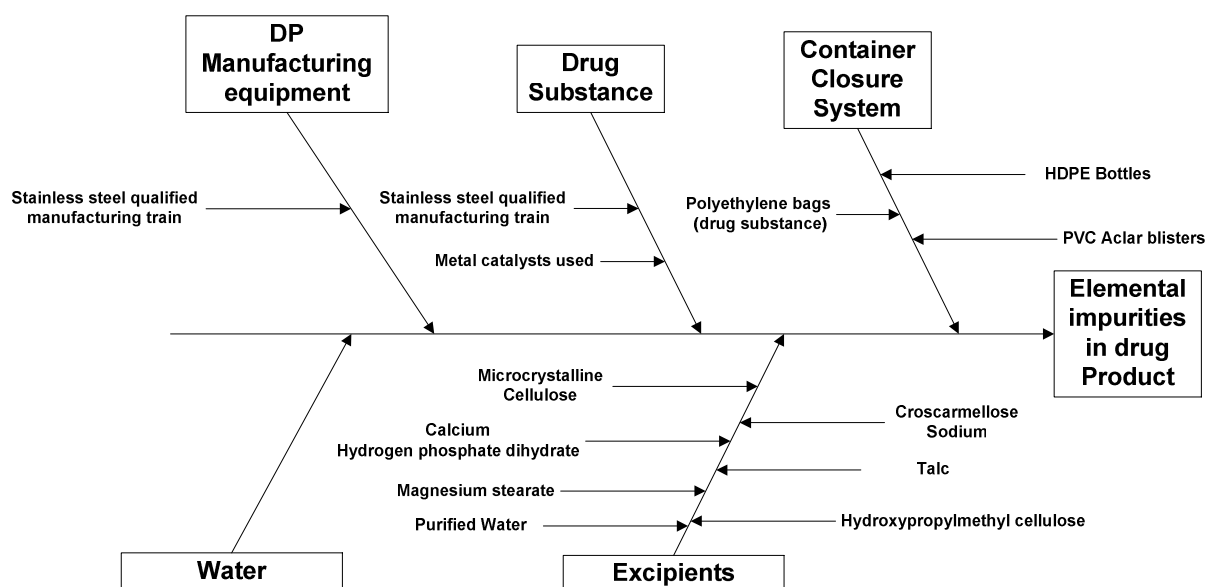 DP
Manufacturing
equipment
Drug
Substance
Container
Closure
System
HDPE Bottles
Stainless steel qualified
manufacturing train
Stainless steel qualified
manufacturing train
Polyethylene bags
(drug substance)
PVC Aclar blisters
Metal catalysts used
Elemental
impurities
in drug
Product
Microcrystalline
Cellulose
Croscarmellose
Sodium
Calcium
Hydrogen phosphate dihydrate
Talc
Magnesium stearate
Purified Water
Hydroxypropylmethyl cellulose
Water
Excipients